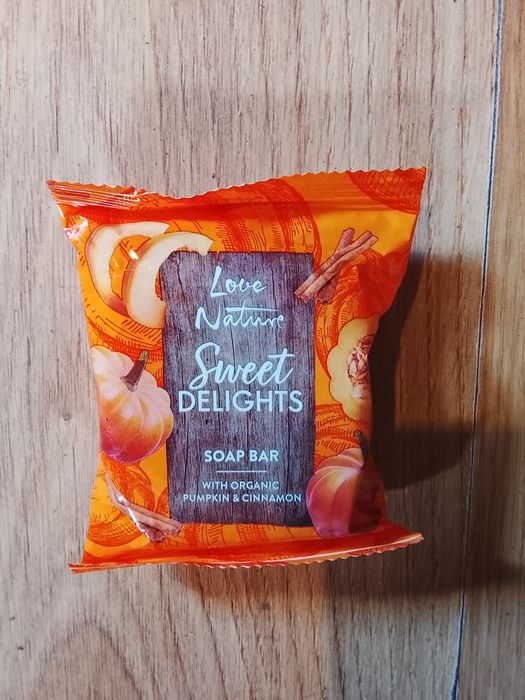 Love
Nature
Sweet
DELIGHTS
SOAP BAR
WITH ORGANIC
PUMPKIN & CINNAMON